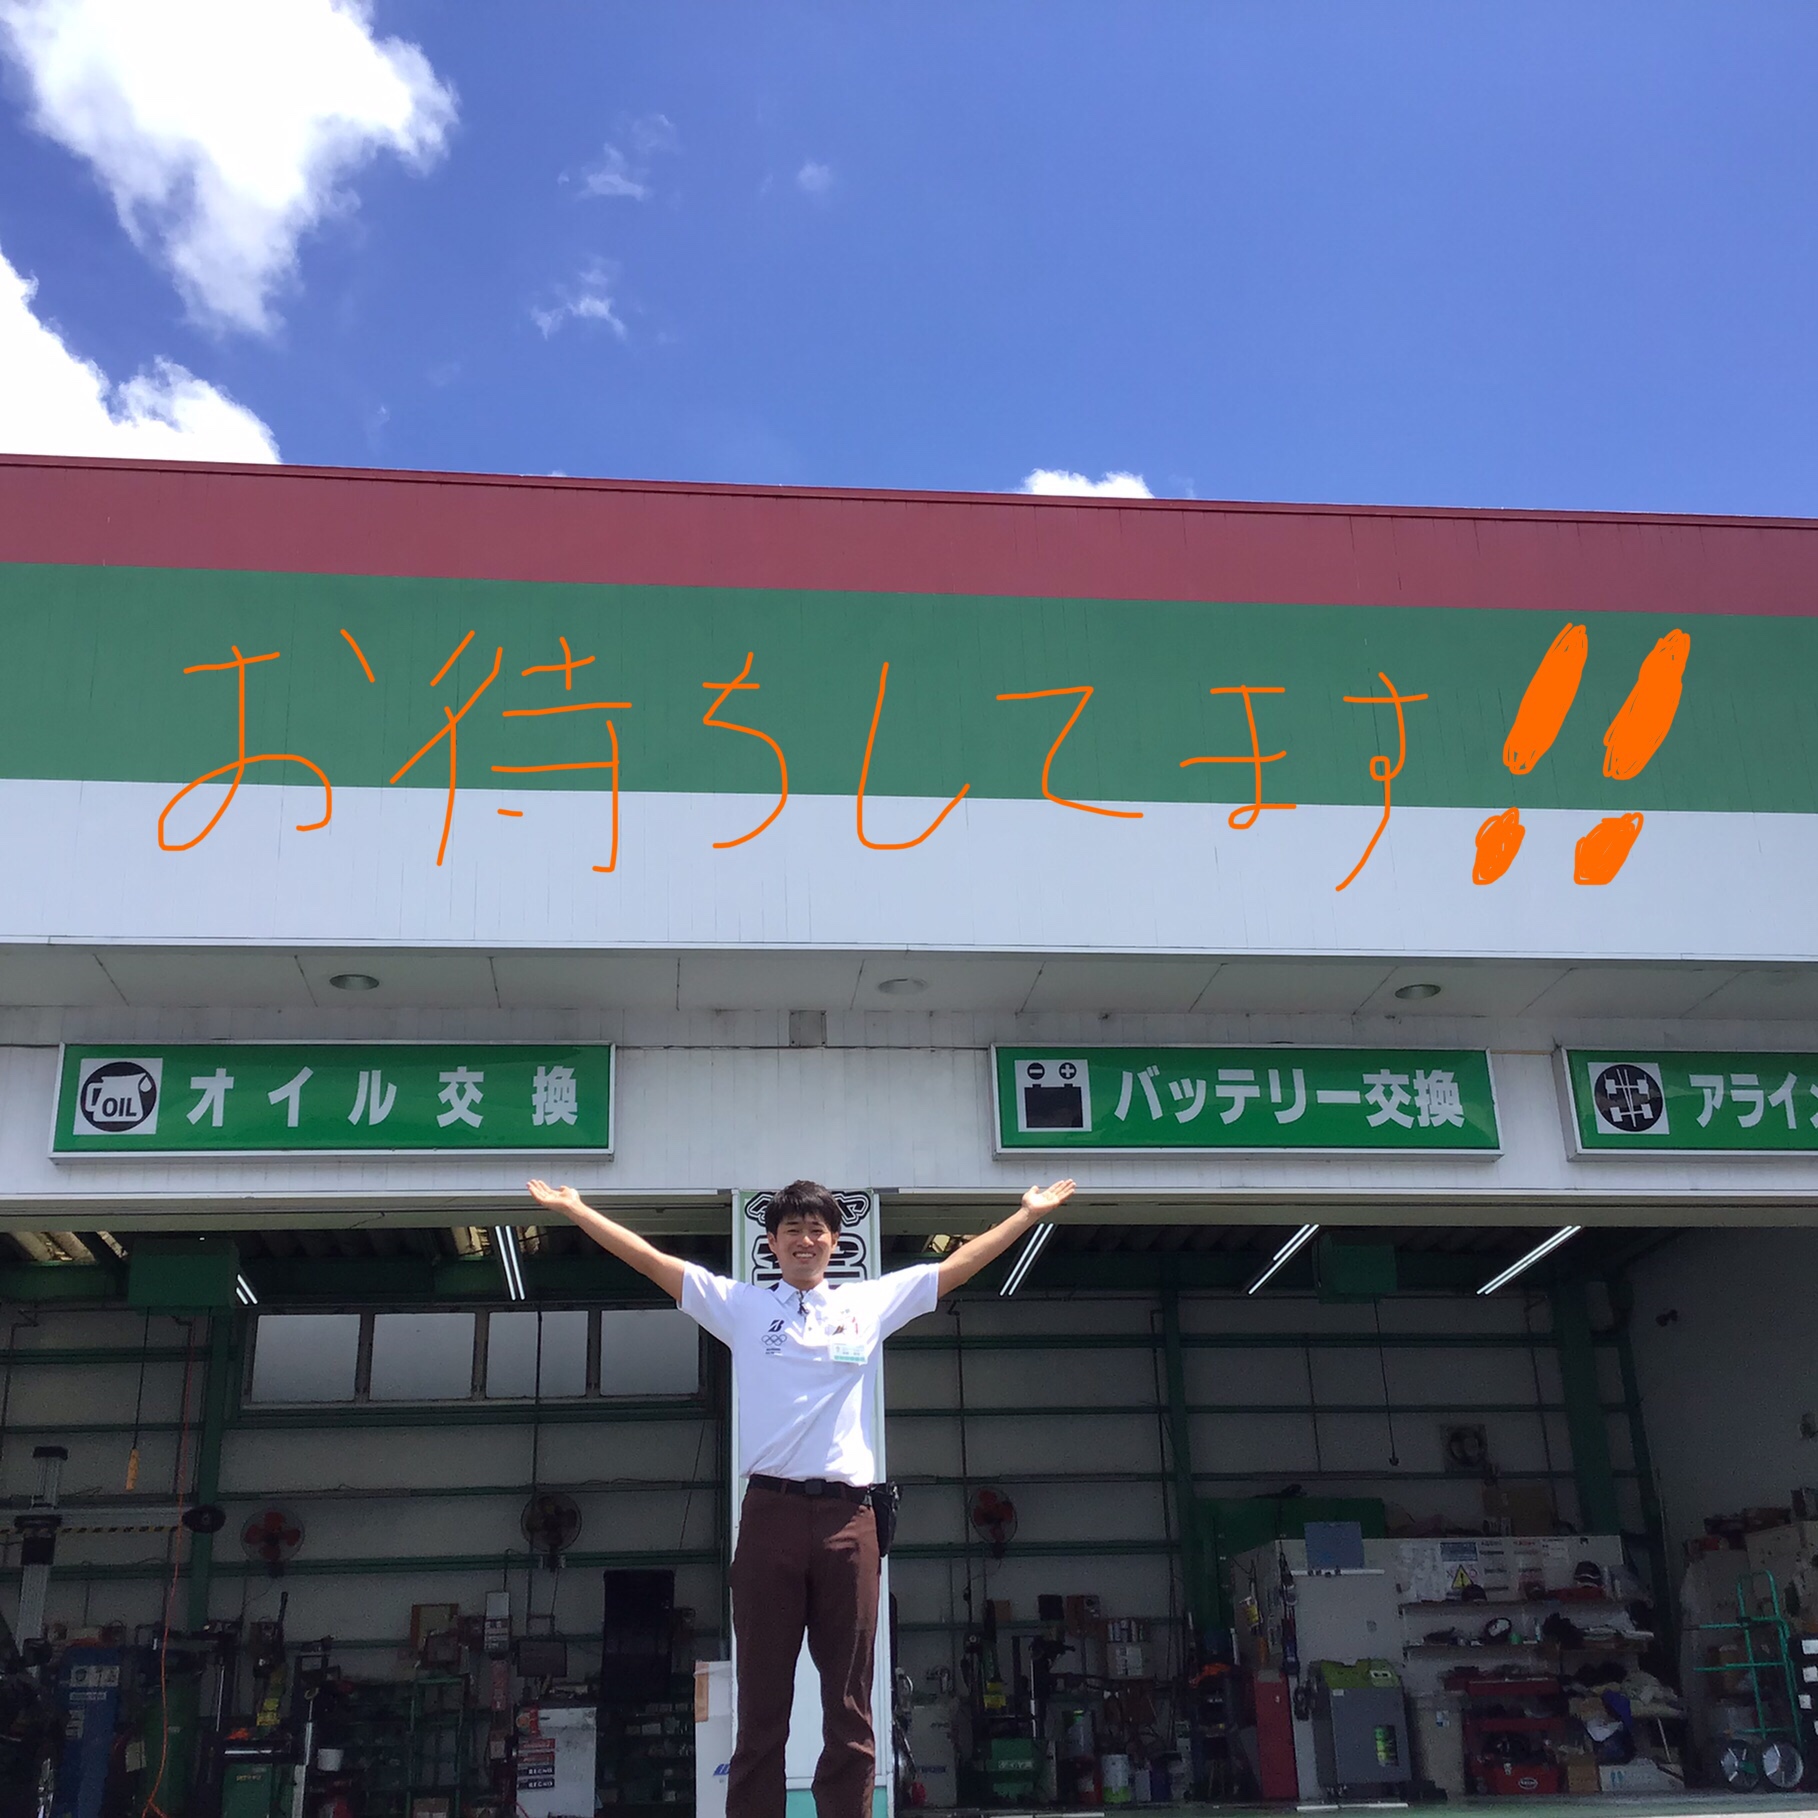 お待ちしてます!!
OIL オイル交換
バッテリー交換
アライ